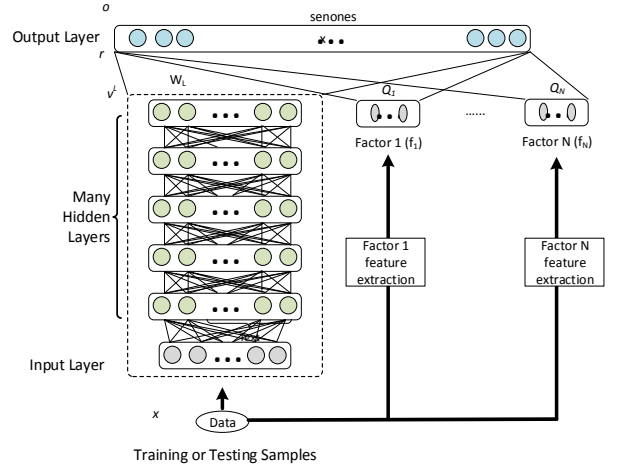 o
senones
Output Layer
x
r
W_L
Q_1
Q_N
v^L
......
Factor 1 (f_1)
Factor N (f_N)
Many
Hidden
Layers
Factor 1
feature
extraction
Factor N
feature
extraction
Input Layer
x
Data
Training or Testing Samples